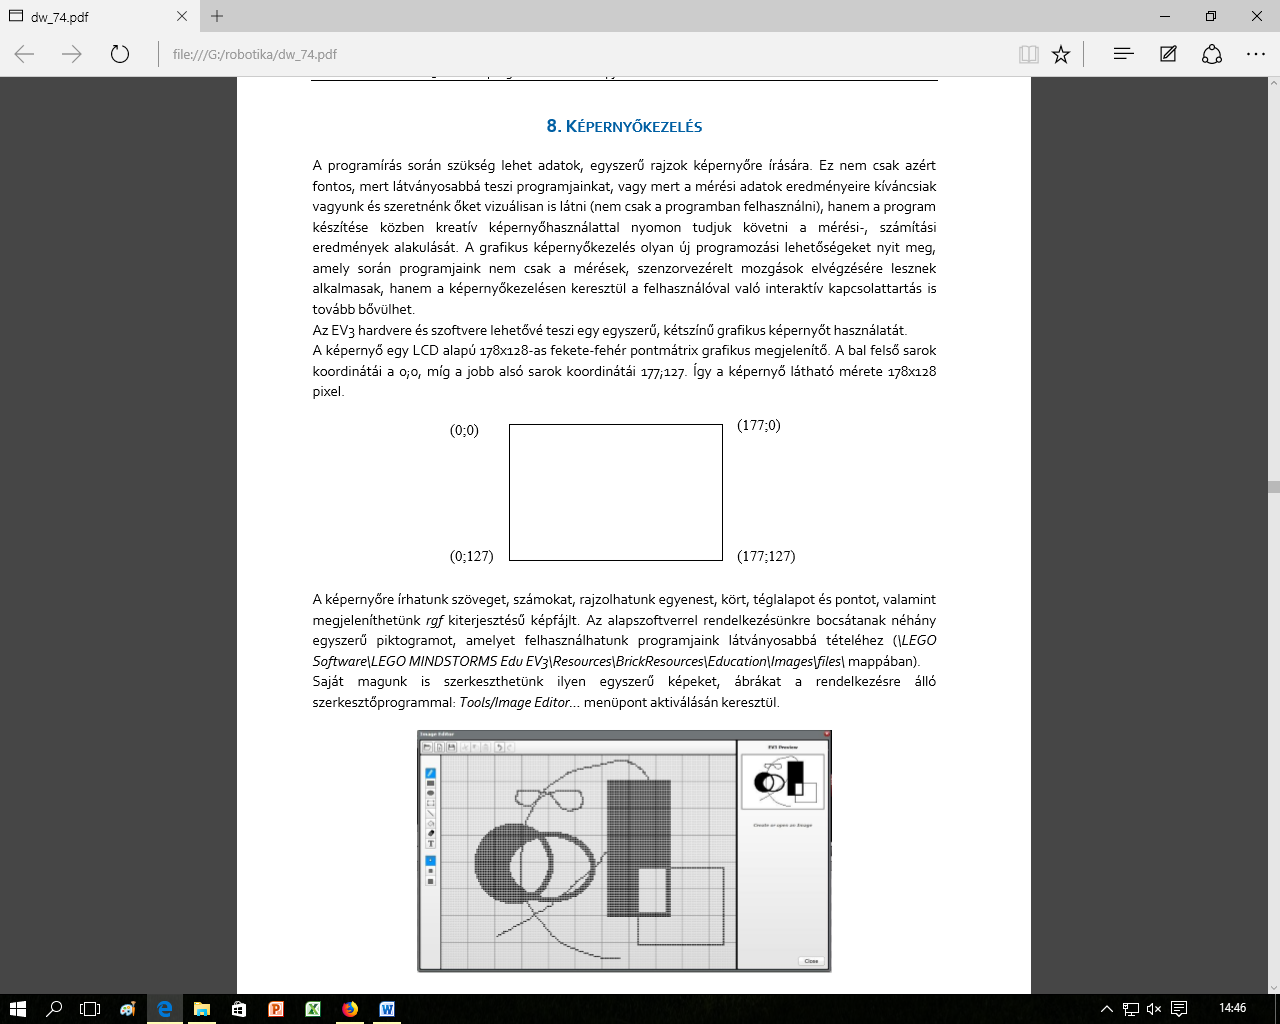 dw_74.pdf
file:///G:/robotika/dw_74.pdf
8. KÉPERNYŐKEZELÉS
A programírás során szükség lehet adatok, egyszerű rajzok képernyőre írására. Ez nem csak azért
fontos, mert látványosabbá teszi programjainkat, vagy mert a mérési adatok eredményeire kíváncsiak
vagyunk és szeretnénk őket vizuálisan is látni (nem csak a programban felhasználni), hanem a program
készítése közben kreatív képernyőhasználattal nyomon tudjuk követni a mérési-, számítási
eredmények alakulását. A grafikus képernyőkezelés olyan új programozási lehetőségeket nyit meg,
amely során programjaink nem csak a mérések, szenzorvezérelt mozgások elvégzésére lesznek
alkalmasak, hanem a képernyőkezelésen keresztül a felhasználóval való interaktív kapcsolattartás is
tovább bővülhet.
Az EV3 hardvere és szoftvere lehetővé teszi egy egyszerű, kétszínű grafikus képernyőt használatát.
A képernyő egy LCD alapú 178x128-as fekete-fehér pontmátrix grafikus megjelenítő. A bal felső sarok
koordinátái a 0;0, míg a jobb alsó sarok koordinátái 177;127. Így a képernyő látható mérete 178x128
pixel.
(0;0)
(177;0)
(0;127)
(177;127)
A képernyőre írhatunk szöveget, számokat, rajzolhatunk egyenest, kört, téglalapot és pontot, valamint
megjeleníthetünk rgf kiterjesztésű képfájlt. Az alapszoftverrel rendelkezésünkre bocsátanak néhány
egyszerű piktogramot, amelyet felhasználhatunk programjaink látványosabbá tételéhez (\LEGO
Software\LEGO MINDSTORMS Edu EV3\Resources\BrickResources\Education\Images\files\ mappában).
Saját magunk is szerkeszthetünk ilyen egyszerű képeket, ábrákat a rendelkezésre álló
szerkesztőprogrammal: Tools/Image Editor... menüpont aktiválásán keresztül.
Image Editor
EV3 Preview
Create or open an Image
T
Close
14:46